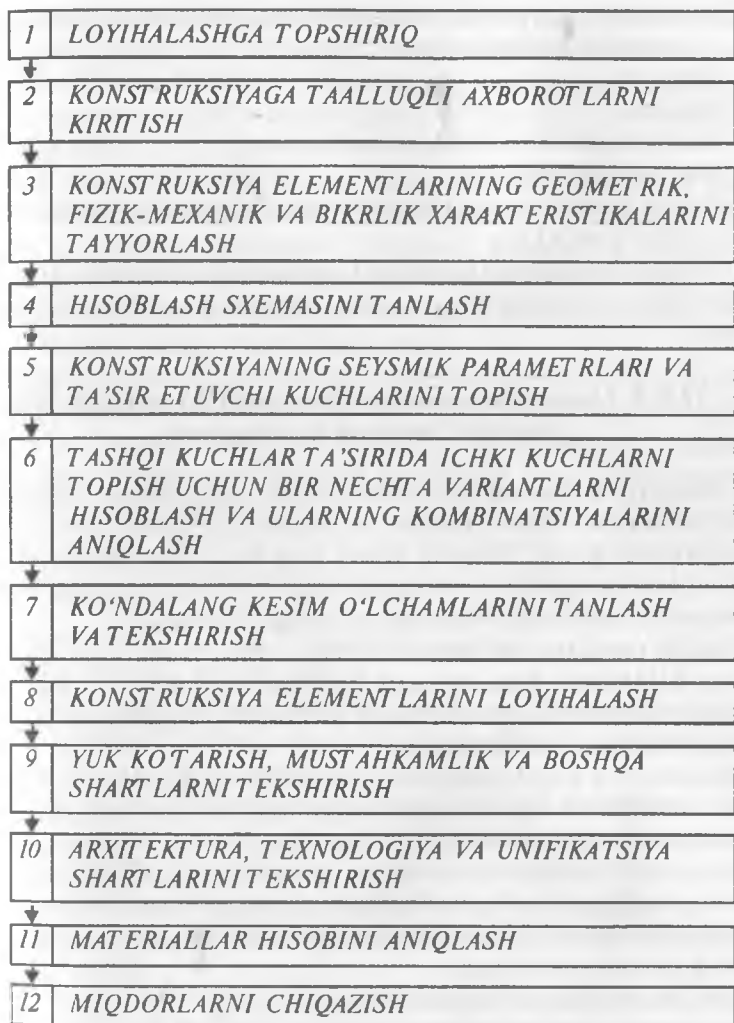 1 LOYIHALASHGA TOPSHIRIQ
2 KONSTRUKSIYAGA TAALLUQLI AXBOROTLARNI
KIRITISH
3 KONSTRUKSIYA ELEMENTLARINING GEOMETRIK,
FIZIK-MEXANIK VA BIKRLIK XARAKTERISTIKALARINI
TAYYORLASH
4 HISOBLASH SXEMASINI TANLASH
5 KONSTRUKSIYANING SEYSMIK PARAMETRLARI VA
TA'SIR ETUVCHI KUCHLARINI TOPISH
6 TASHQI KUCHLAR TA'SIRIDA ICHKI KUCHLARNI
TOPISH UCHUN BIR NECHTA VARIANTLARNI
HISOBLASH VA ULARNING KOMBINATSIYALARINI
ANIQLASH
7 KO‘NDALANG KESIM O‘LCHAMLARINI TANLASH
VA TEKSHIRISH
8 KONSTRUKSIYA ELEMENTLARINI LOYIHALASH
9 YUK KOTARISH, MUSTAHKAMLIK VA BOSHQA
SHARTLARNI TEKSHIRISH
10 ARXITEKTURA, TEXNOLOGIYA VA UNIFIKATSIYA
SHARTLARINI TEKSHIRISH
11 MATERIALLAR HISOBINI ANIQLASH
12 MIQDORLARNI CHIQAZISH